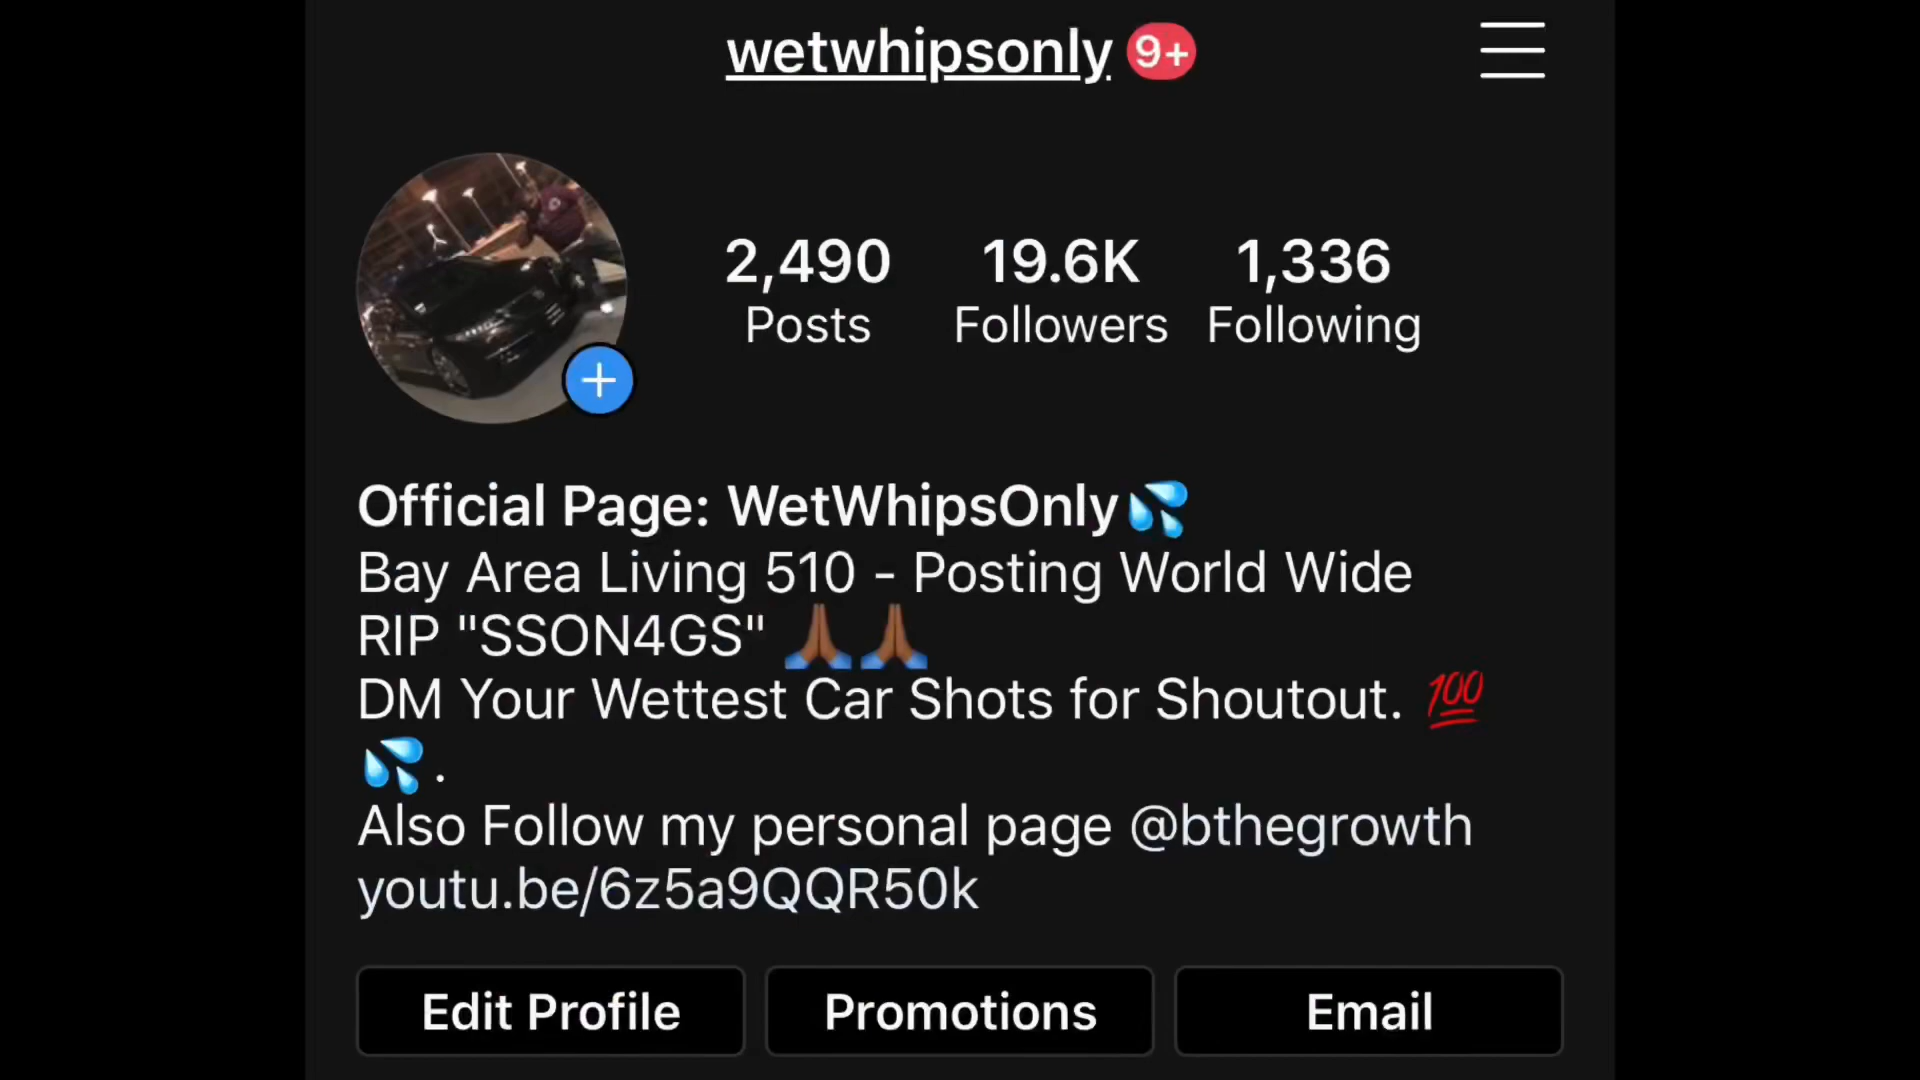 wetwhipsonly 9+
2,490 19.6K 1,336
Posts Followers Following
Official Page: WetWhipsOnly💦
Bay Area Living 510 - Posting World Wide
RIP "SSON4GS" 🙏🏾🙏🏾
DM Your Wettest Car Shots for Shoutout. 💯
💦.
Also Follow my personal page @bthegrowth
youtu.be/6z5a9QQR50k
Edit Profile Promotions Email